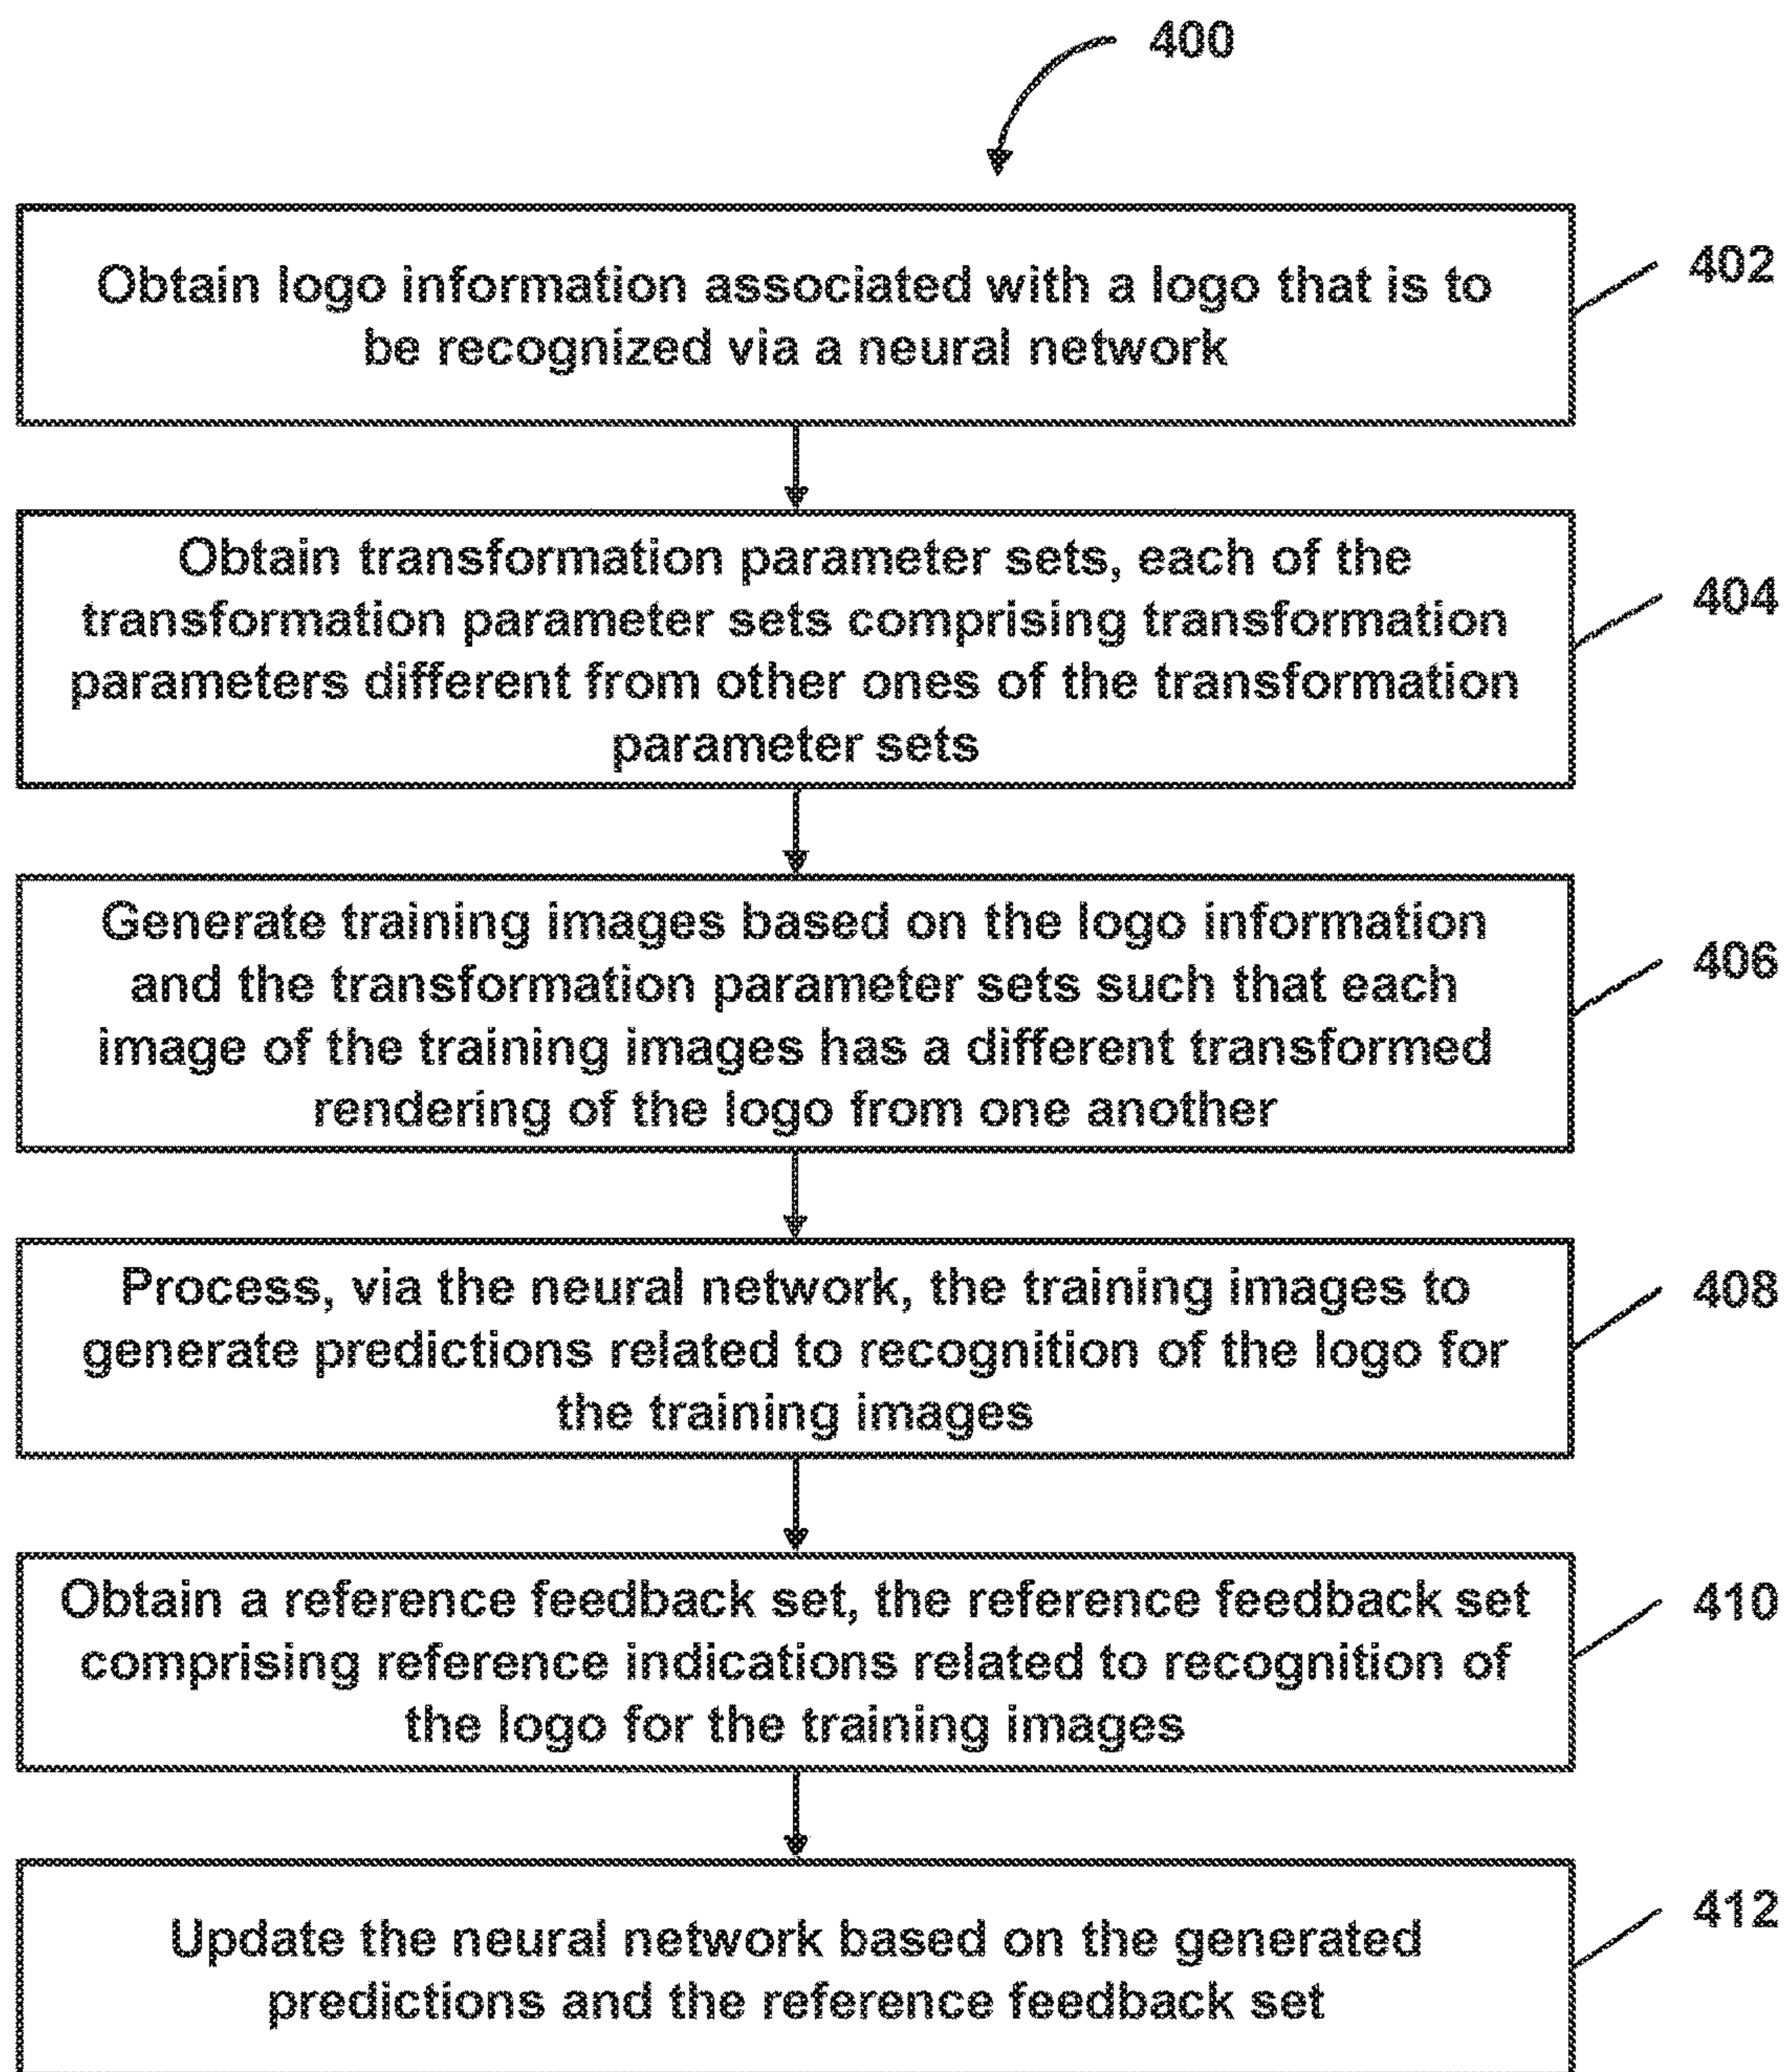 400
Obtain logo information associated with a logo that is to
be recognized via a neural network
402
Obtain transformation parameter sets, each of the
transformation parameter sets comprising transformation
parameters different from other ones of the transformation
parameter sets
404
Generate training images based on the logo information
and the transformation parameter sets such that each
image of the training images has a different transformed
rendering of the logo from one another
406
Process, via the neural network, the training images to
generate predictions related to recognition of the logo for
the training images
408
Obtain a reference feedback set, the reference feedback set
comprising reference indications related to recognition of
the logo for the training images
410
Update the neural network based on the generated
predictions and the reference feedback set
412